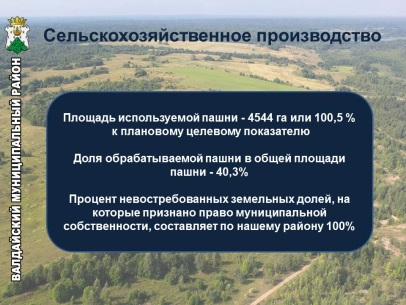 Сельскохозяйственное производство
ВАЛДАЙСКИЙ МУНИЦИПАЛЬНЫЙ РАЙОН
Площадь используемой пашни - 4544 га или 100,5 %
к плановому целевому показателю
Доля обрабатываемой пашни в общей площади
пашни - 40,3%
Процент невостребованных земельных долей, на
которые признано право муниципальной
собственности, составляет по нашему району 100%